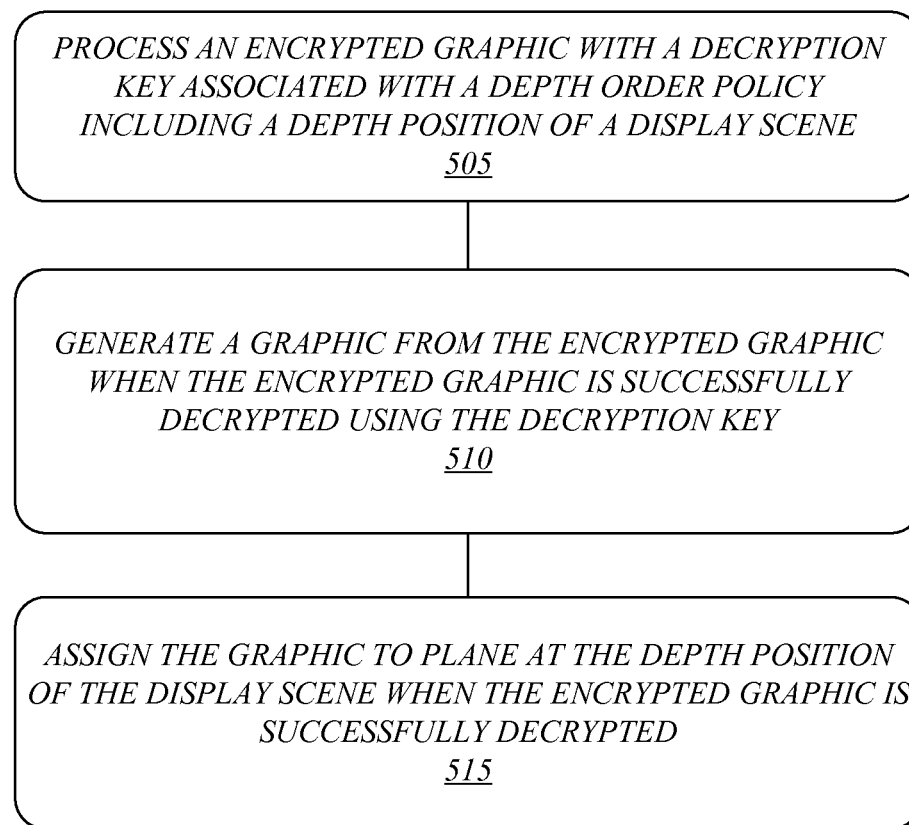 PROCESS AN ENCRYPTED GRAPHIC WITH A DECRYPTION
KEY ASSOCIATED WITH A DEPTH ORDER POLICY
INCLUDING A DEPTH POSITION OF A DISPLAY SCENE
505
GENERATE A GRAPHIC FROM THE ENCRYPTED GRAPHIC
WHEN THE ENCRYPTED GRAPHIC IS SUCCESSFULLY
DECRYPTED USING THE DECRYPTION KEY
510
ASSIGN THE GRAPHIC TO PLANE AT THE DEPTH POSITION
OF THE DISPLAY SCENE WHEN THE ENCRYPTED GRAPHIC IS
SUCCESSFULLY DECRYPTED
515